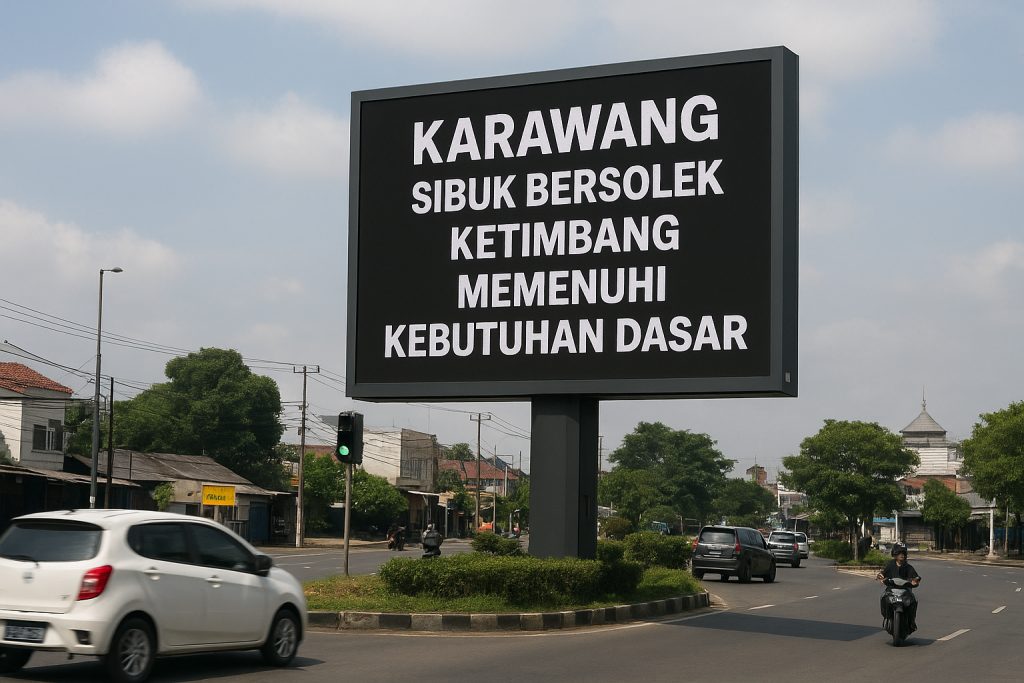 KARAWANG
SIBUK BERSOLEK
KETIMBANG
MEMENUHI
KEBUTUHAN DASAR